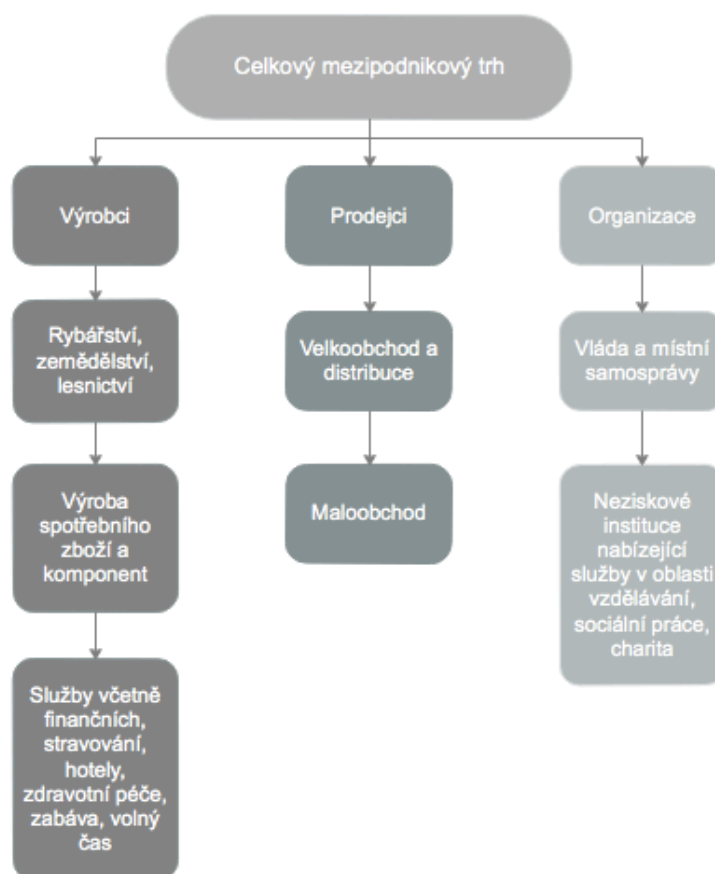 Celkový mezipodnikový trh
Výrobci
Rybářství,
zemědělství,
lesnictví
Výroba
spotřebního
zboží a
komponent
Služby včetně
finančních,
stravování,
hotely,
zdravotní péče,
zabáva, volný
čas
Prodejci
Velkoobchod a
distribuce
Maloobchod
Organizace
Vláda a místní
samosprávy
Neziskové
instituce
nabízející
služby v oblasti
vzdělávání,
sociální práce,
charita